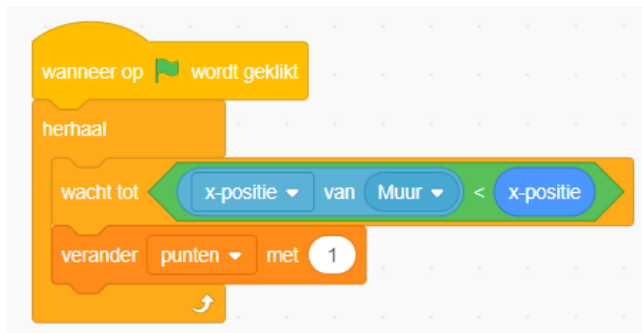 wanneer op wordt geklikt
herhaal
wacht tot x-positie van Muur < x-positie
verander punten met 1